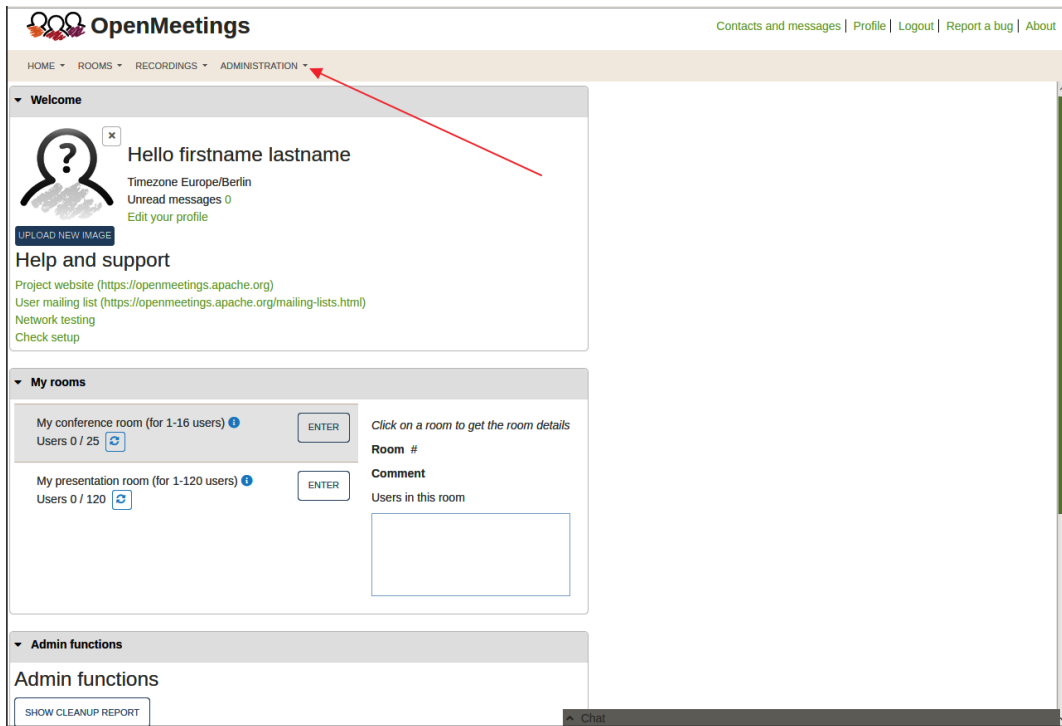 OpenMeetings
Contacts and messages | Profile | Logout | Report a bug | About
HOME ROOMS RECORDINGS ADMINISTRATION
Welcome
Hello firstname lastname
Timezone Europe/Berlin
Unread messages 0
Edit your profile
UPLOAD NEW IMAGE
Help and support
Project website (https://openmeetings.apache.org)
User mailing list (https://openmeetings.apache.org/mailing-lists.html)
Network testing
Check setup
My rooms
My conference room (for 1-16 users)
Users 0 / 25
ENTER
My presentation room (for 1-120 users)
Users 0 / 120
ENTER
Click on a room to get the room details
Room #
Comment
Users in this room
Admin functions
Admin functions
SHOW CLEANUP REPORT
Chat